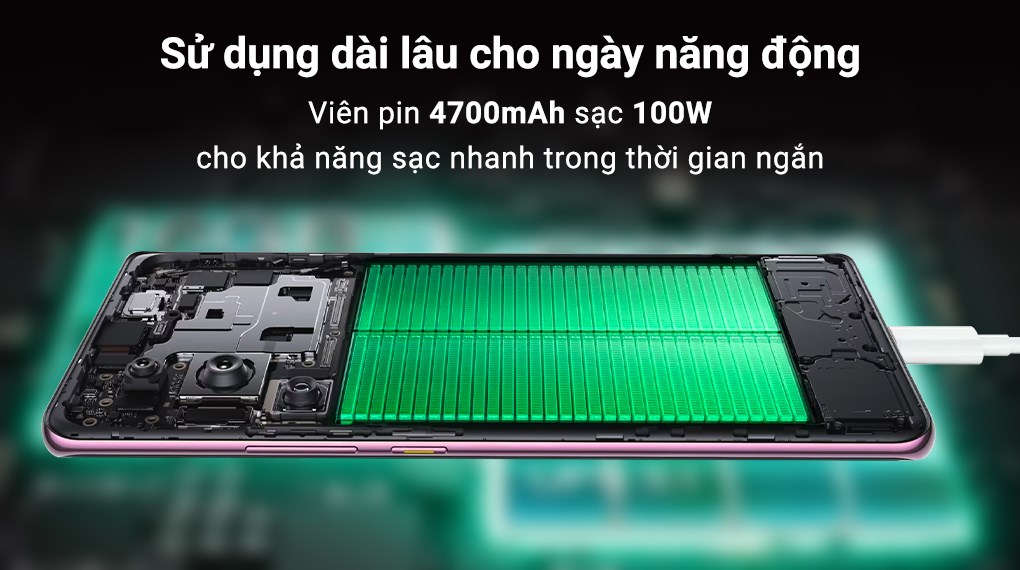 Sử dụng dài lâu cho ngày năng động
Viên pin 4700mAh sạc 100W
cho khả năng sạc nhanh trong thời gian ngắn